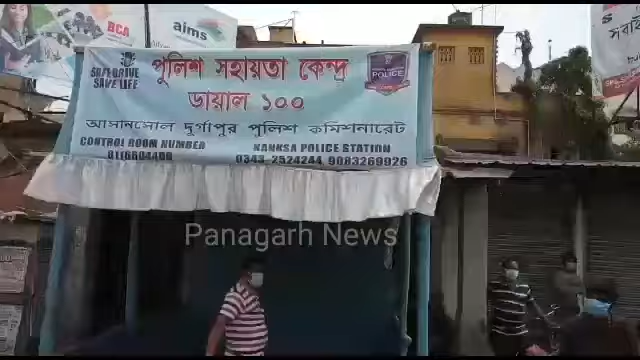 BCA
aims
SAFE DRIVE
SAVE LIFE
পুলিশ সহায়তা কেন্দ্র
ডায়াল ১০০
POLICE
আসানসোল দুর্গাপুর পুলিশ কমিশনারেট
CONTROL ROOM NUMBER
KANKSA POLICE STATION
0343-2524244 9083269926
Panagarh News